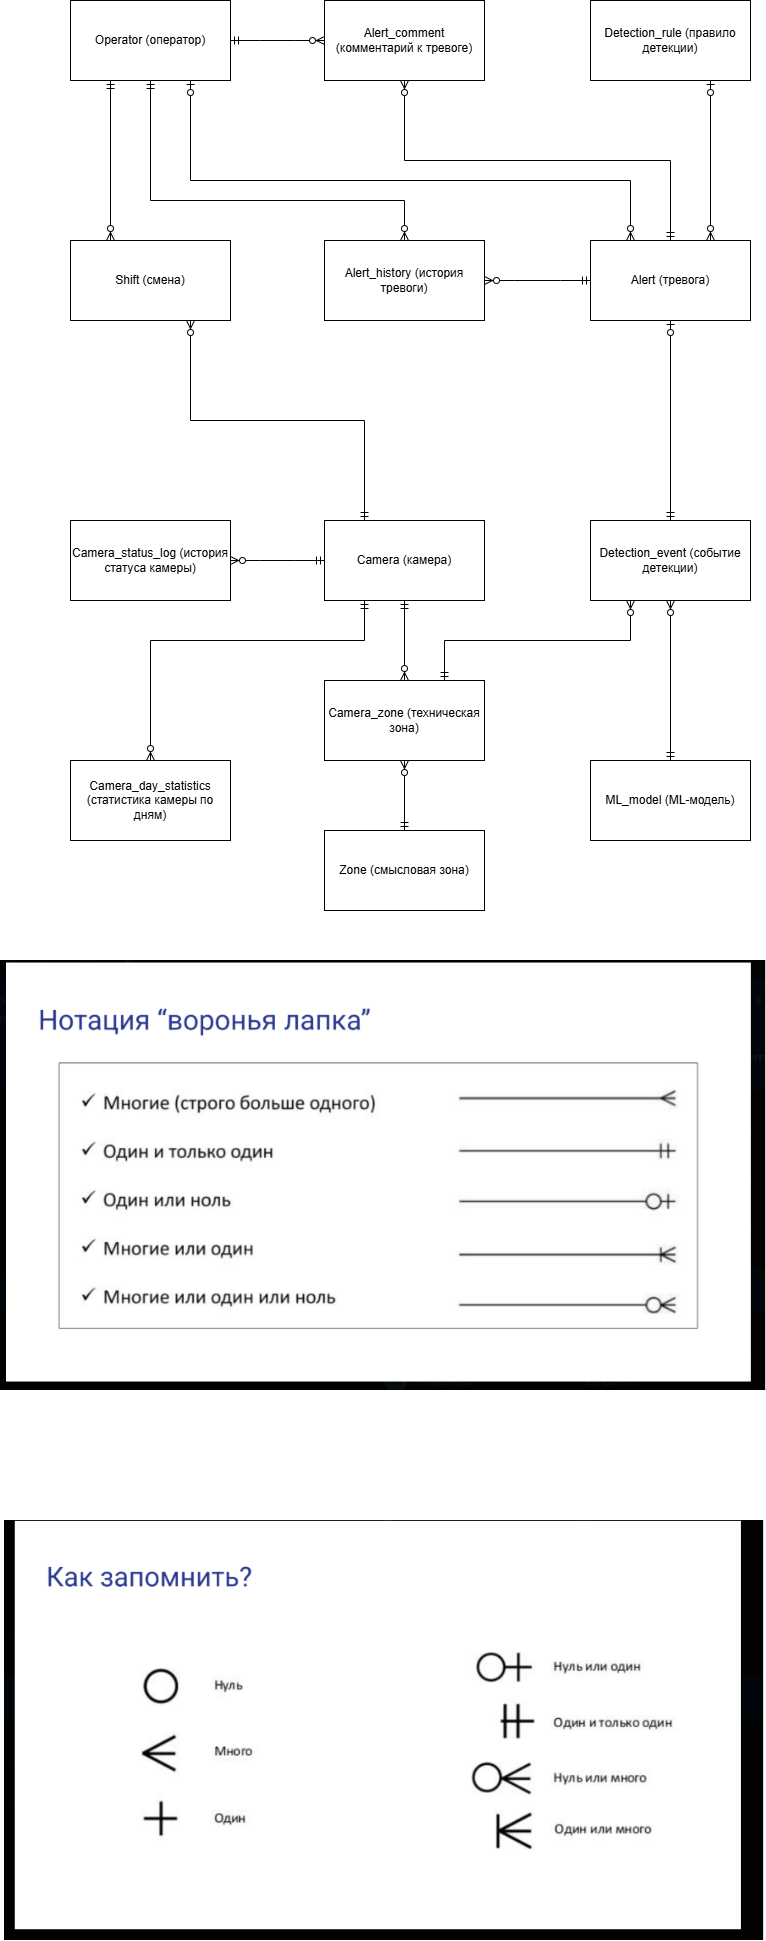 Operator (оператор)
Alert_comment
(комментарий к тревоге)
Detection_rule (правило
детекции)
Shift (смена)
Alert_history (история
тревоги)
Alert (тревога)
Camera_status_log (история
статуса камеры)
Camera (камера)
Detection_event (событие
детекции)
Camera_zone (техническая
зона)
Camera_day_statistics
(статистика камеры по
дням)
ML_model (ML-модель)
Zone (смысловая зона)
Нотация “воронья лапка”
✓ Многие (строго больше одного)
✓ Один и только один
✓ Один или ноль
✓ Многие или один
✓ Многие или один или ноль
Как запомнить?
Нуль
Много
Один
Нуль или один
Один и только один
Нуль или много
Один или много